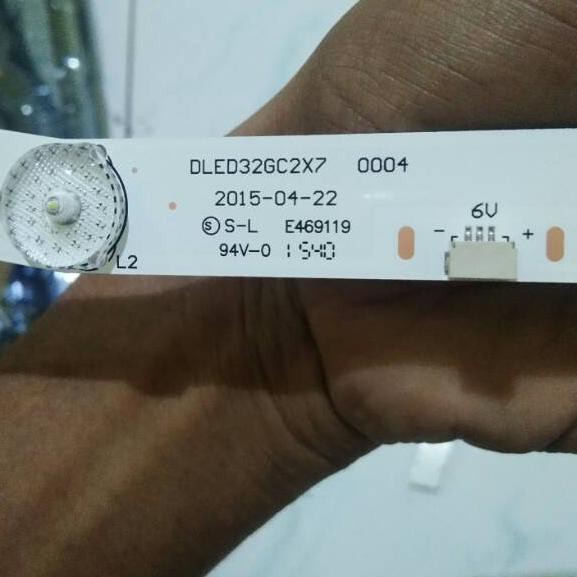 DLED32GC2X7 0004
2015-04-22
Ⓢ S-L E469119
94V-0 1540
L2
6V
- +